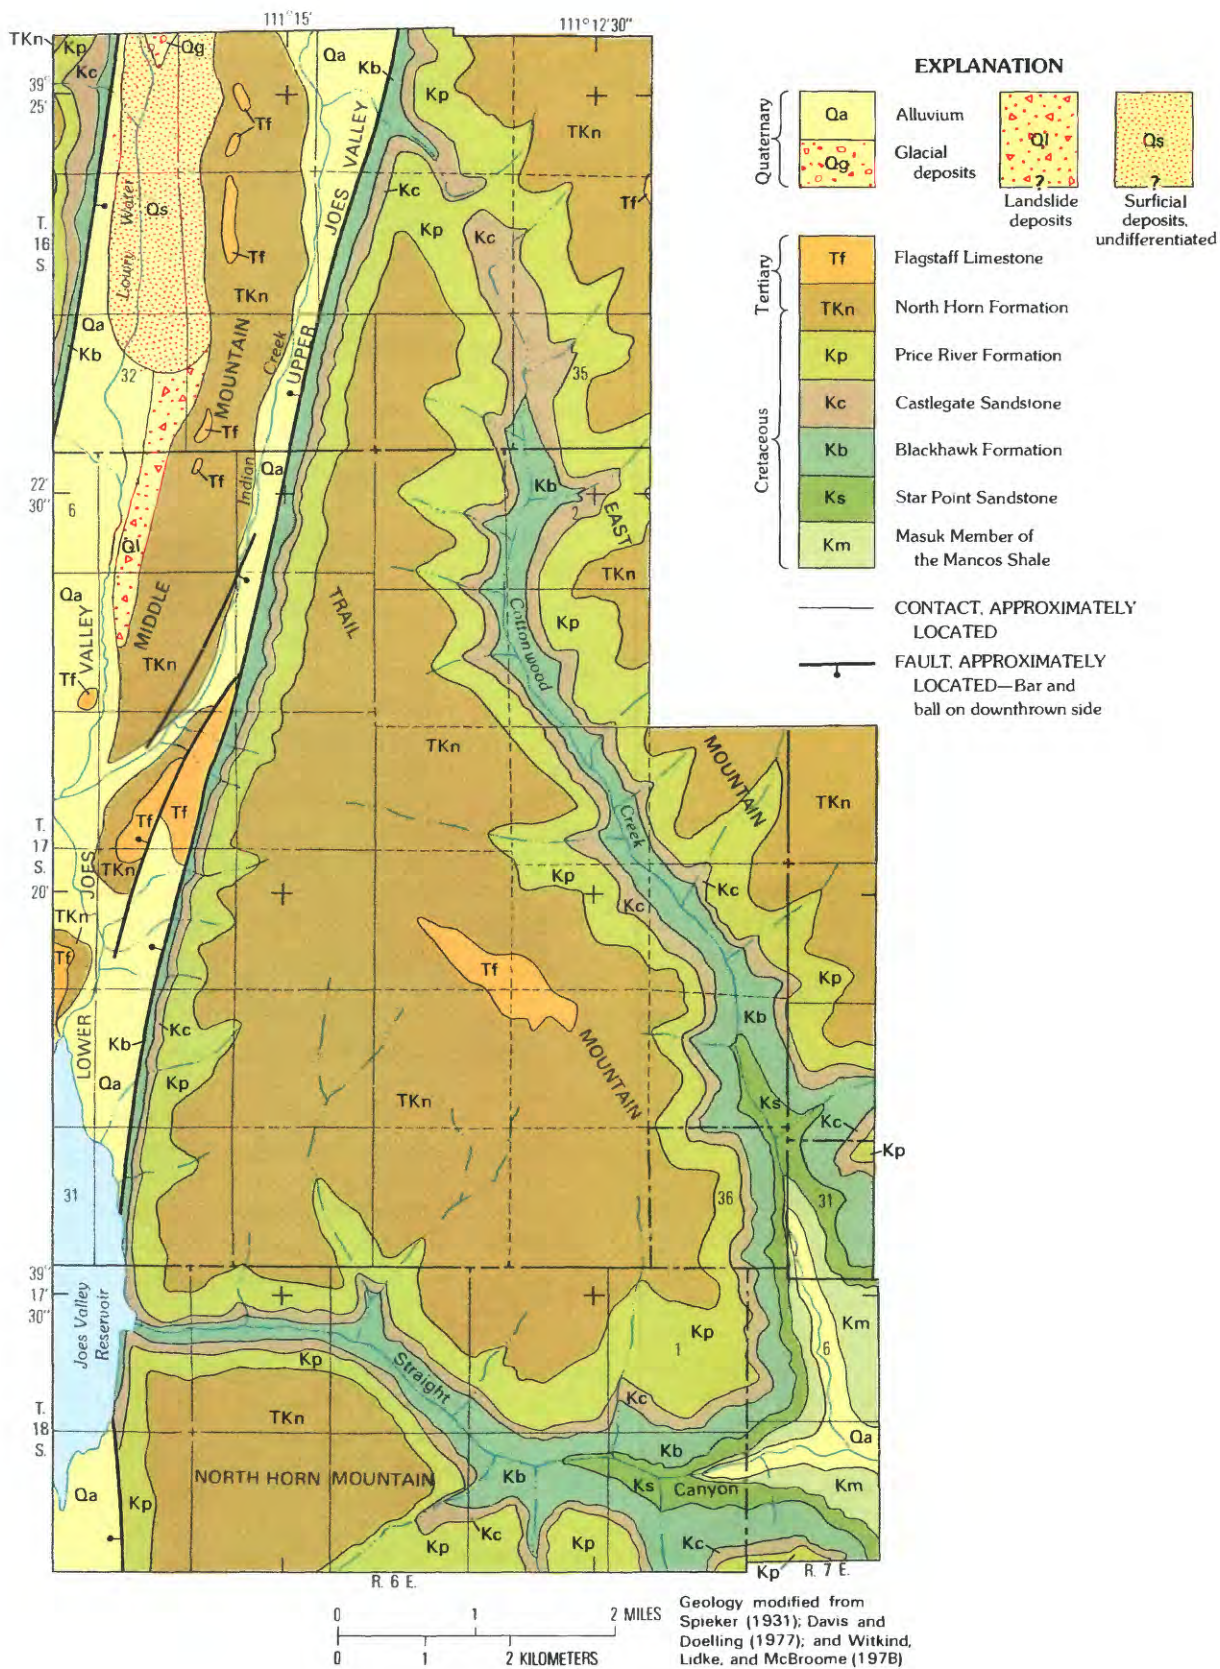 111°15'
111°12'30"
TKn
Kp
Qg
Kc
39°
25'
Qa
Kb
Kp
TKn
Tf
Lowry Water
Qs
JOES VALLEY
Kc
Kp
Kc
Tf
T.
16
S.
Tf
TKn
Qa
Kb
32
MOUNTAIN
Creek
UPPER
35
Tf
Tf
Indian
Qa
22'
30"
6
Kb
2
EAST
Ql
TKn
Qa
VALLEY
MIDDLE
TRAIL
Cottonwood
Kp
TKn
Tf
TKn
MOUNTAIN
TKn
Tf
Tf
Creek
T.
17
S.
JOES
TKn
Kp
Kc
Kc
20'
TKn
Tf
Tf
Kp
LOWER
Kb
Kc
Kb
MOUNTAIN
Qa
Kp
TKn
Ks
Kc
Kp
31
36
31
39°
17'
30"
Joes Valley
Reservoir
Kp
Km
1
6
Kp
Straight
Kc
T.
18
S.
TKn
Kb
Qa
NORTH HORN MOUNTAIN
Kb
Ks
Canyon
Km
Qa
Kp
Kc
Kp
Kp
Kc
Kp
R. 6 E.
R. 7 E.
0 1 2 MILES
0 1 2 KILOMETERS
Geology modified from
Spieker (1931); Davis and
Doelling (1977); and Witkind,
Lidke, and McBroome (1978)
EXPLANATION
Quaternary
Qa Alluvium
Qg Glacial
deposits
Ql
?
Landslide
deposits
Qs
?
Surficial
deposits,
undifferentiated
Tertiary
Tf Flagstaff Limestone
TKn North Horn Formation
Cretaceous
Kp Price River Formation
Kc Castlegate Sandstone
Kb Blackhawk Formation
Ks Star Point Sandstone
Km Masuk Member of
the Mancos Shale
CONTACT, APPROXIMATELY
LOCATED
FAULT, APPROXIMATELY
LOCATED—Bar and
ball on downthrown side